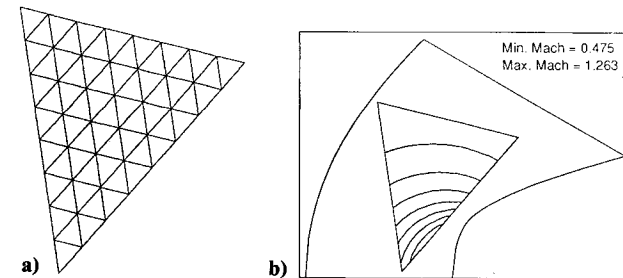 Min. Mach = 0.475
Max. Mach = 1.263
a)
b)